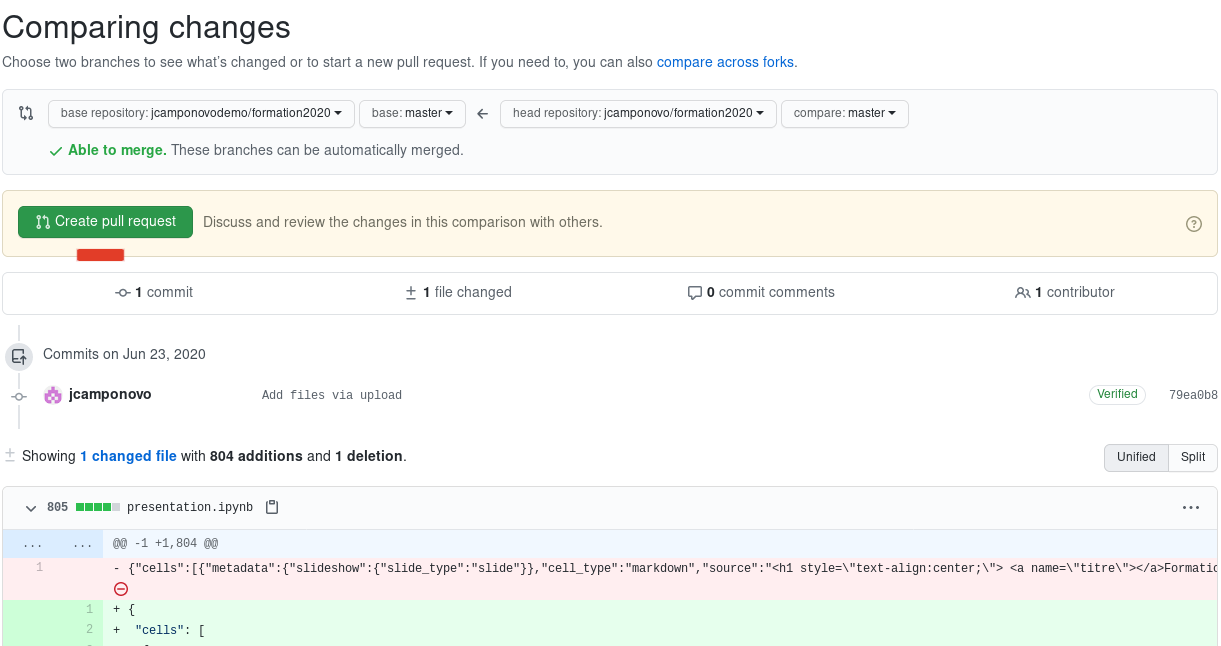 Comparing changes
Choose two branches to see what's changed or to start a new pull request. If you need to, you can also compare across forks.
base repository: jcamponovodemo/formation2020 base: master head repository: jcamponovo/formation2020 compare: master
Able to merge. These branches can be automatically merged.
Create pull request Discuss and review the changes in this comparison with others.
1 commit 1 file changed 0 commit comments 1 contributor
Commits on Jun 23, 2020
jcamponovo Add files via upload Verified 79ea0b8
Showing 1 changed file with 804 additions and 1 deletion. Unified Split
805 presentation.ipynb
... ... @@ -1 +1,804 @@
1 - {"cells":[{"metadata":{"slideshow":{"slide_type":"slide"}},"cell_type":"markdown","source":"<h1 style=\"text-align:center;\"> <a name=\"titre\"></a>Formatio
1 + {
2 + "cells": [